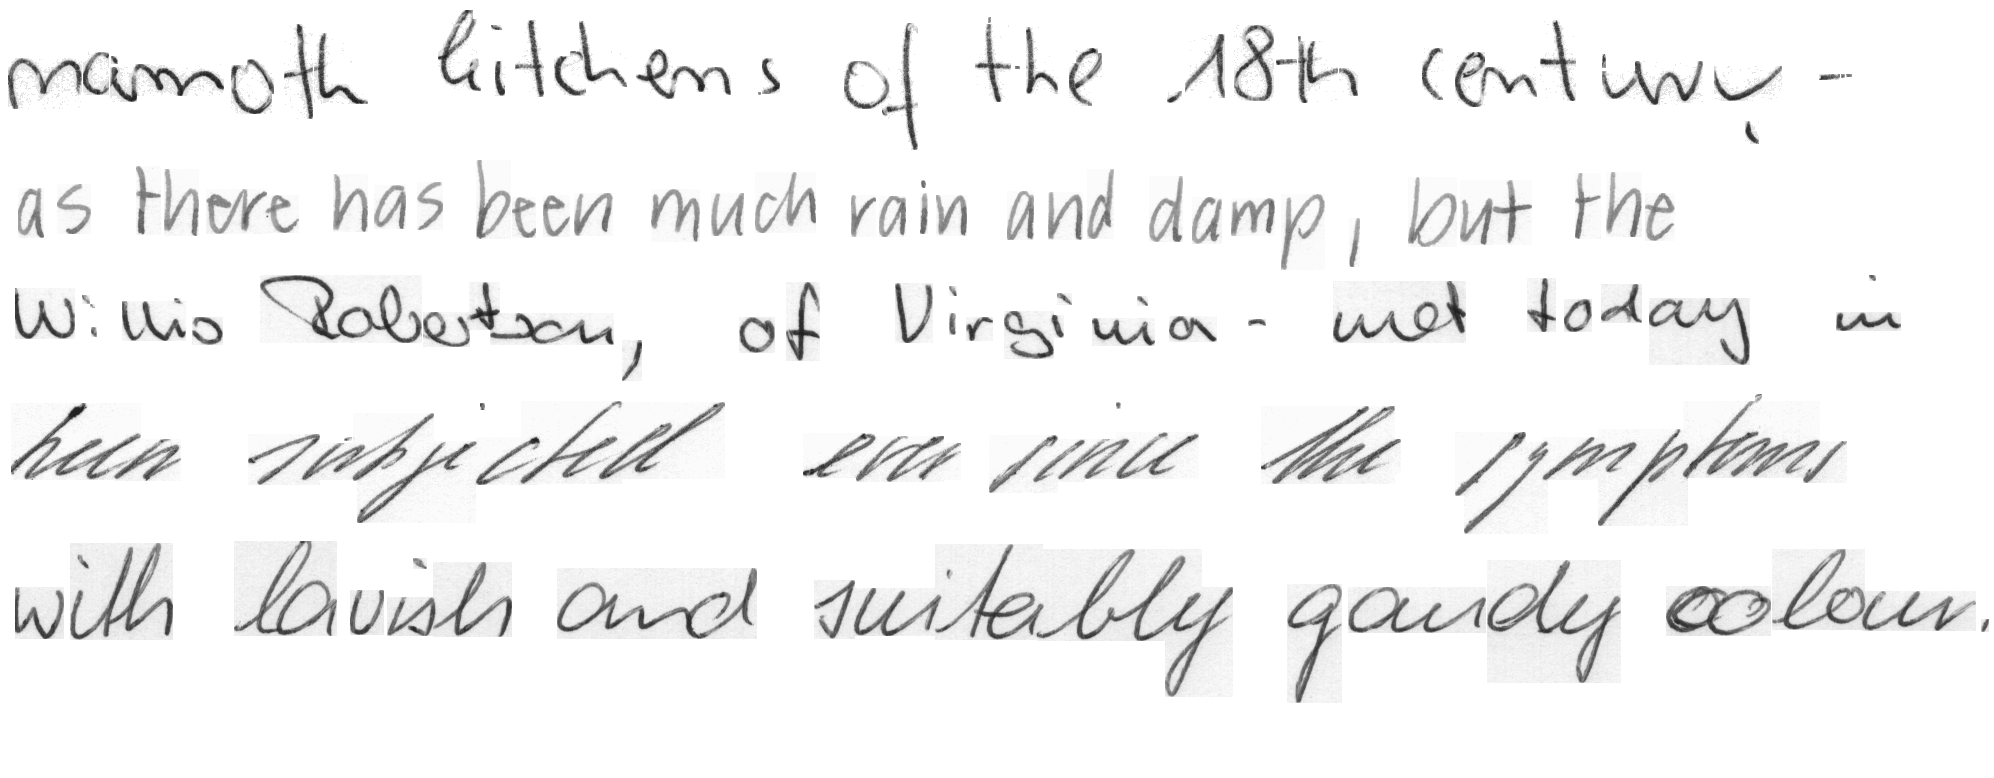 mammoth kitchens of the 18th century, -
as there has been much rain and damp, but the
Willis Robertson, of Virginia - met today in
been subjected ever since the symptoms
with lavish and suitably gaudy colour.